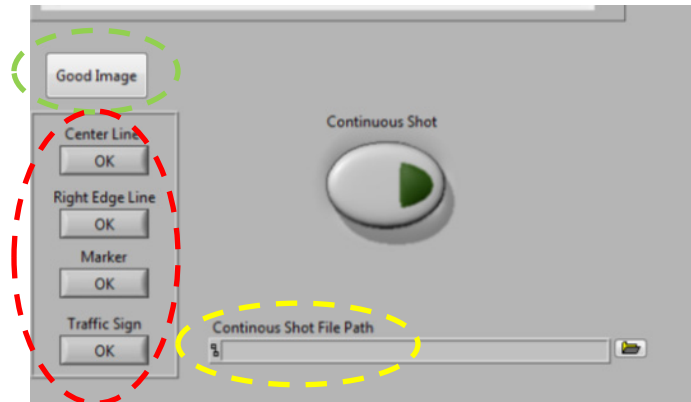 Good Image
Center Line
OK
Right Edge Line
OK
Marker
OK
Traffic Sign
OK
Continuous Shot
Continous Shot File Path